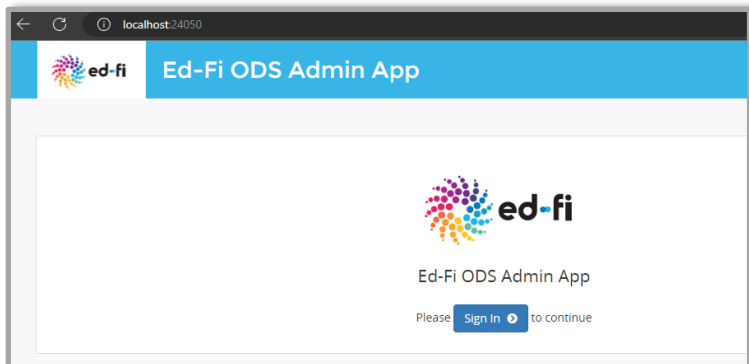 localhost:24050
ed-fi Ed-Fi ODS Admin App
ed-fi
Ed-Fi ODS Admin App
Please Sign In to continue